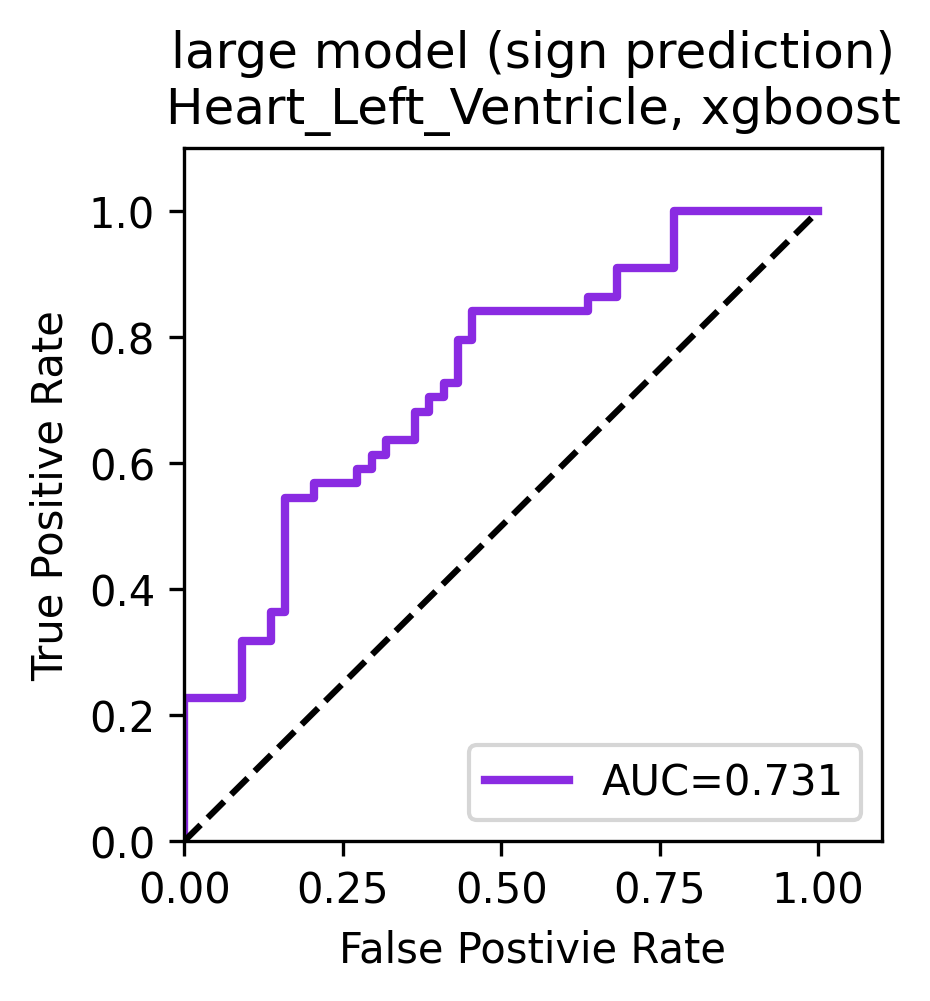 large model (sign prediction)
Heart_Left_Ventricle, xgboost
1.0
0.8
0.6
0.4
0.2
0.0
True Positive Rate
AUC=0.731
0.00 0.25 0.50 0.75 1.00
False Postivie Rate